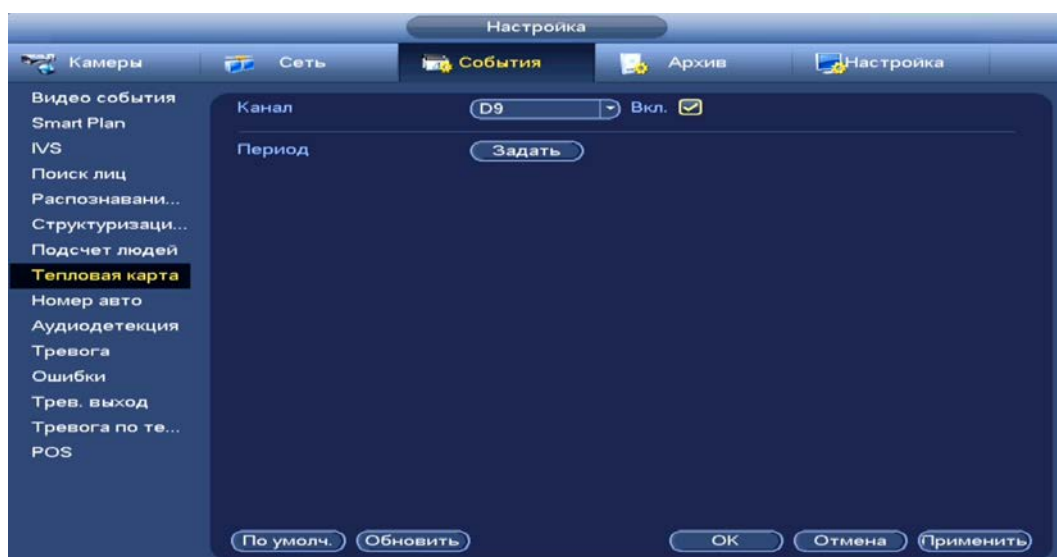 Настройка
Камеры Сеть События Архив Настройка
Видео события
Smart Plan
IVS
Поиск лиц
Распознавани...
Структуризаци...
Подсчет людей
Тепловая карта
Номер авто
Аудиодетекция
Тревога
Ошибки
Трев. выход
Тревога по те...
POS
Канал D9 Вкл.
Период Задать
По умолч. Обновить OK Отмена Применить